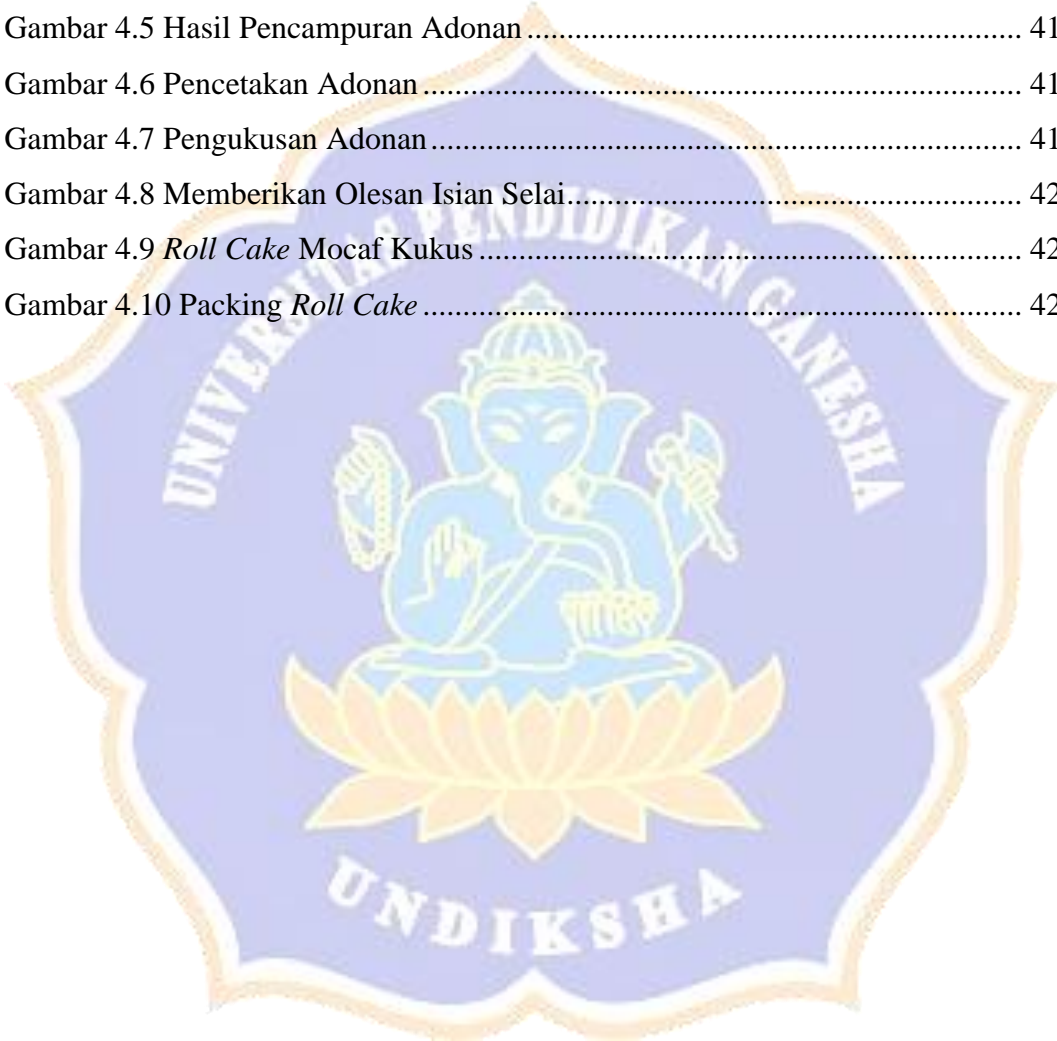 Gambar 4.5 Hasil Pencampuran Adonan ............................................................. 41
Gambar 4.6 Pencetakan Adonan .......................................................................... 41
Gambar 4.7 Pengukusan Adonan ......................................................................... 41
Gambar 4.8 Memberikan Olesan Isian Selai ........................................................ 42
Gambar 4.9 Roll Cake Mocaf Kukus ................................................................... 42
Gambar 4.10 Packing Roll Cake .......................................................................... 42
UNIVERSITAS PENDIDIKAN GANESHA
UNDIKSHA